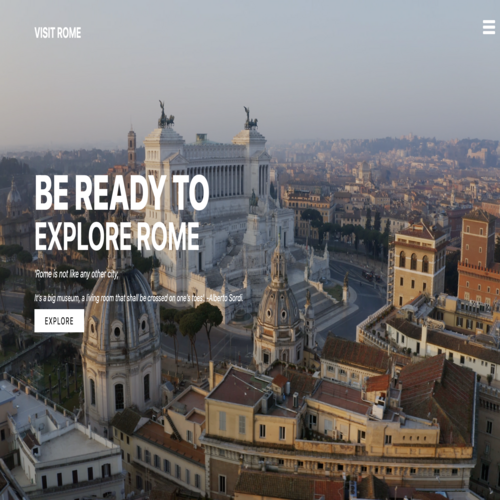 VISIT ROME
BE READY TO
EXPLORE ROME
'Rome is not like any other city,
It's a big museum, a living room that shall be crossed on one's toes'. -Alberto Sordi.
EXPLORE